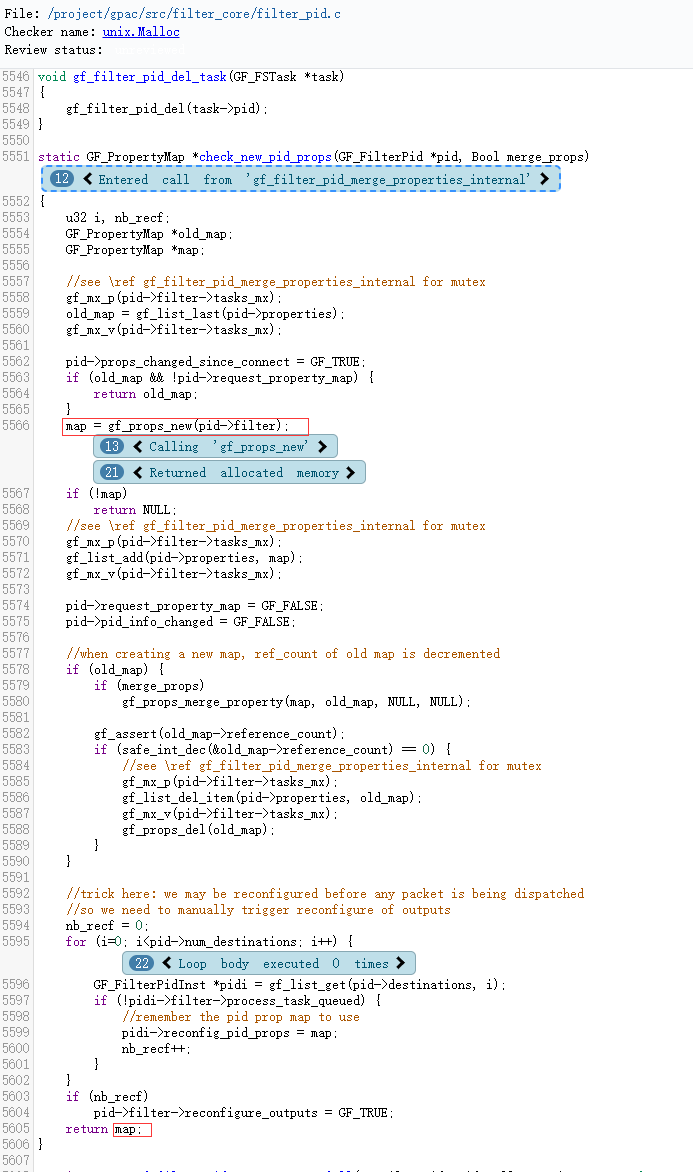 File: /project/gpac/src/filter_core/filter_pid.c
Checker name: unix.Malloc
Review status:
5546 void gf_filter_pid_del_task(GF_FSTask *task)
5547 {
5548 gf_filter_pid_del(task->pid);
5549 }
5550
5551 static GF_PropertyMap *check_new_pid_props(GF_FilterPid *pid, Bool merge_props)
12 < Entered call from 'gf_filter_pid_merge_properties_internal' >
5552 {
5553 u32 i, nb_recf;
5554 GF_PropertyMap *old_map;
5555 GF_PropertyMap *map;
5556
5557 //see \ref gf_filter_pid_merge_properties_internal for mutex
5558 gf_mx_p(pid->filter->tasks_mx);
5559 old_map = gf_list_last(pid->properties);
5560 gf_mx_v(pid->filter->tasks_mx);
5561
5562 pid->props_changed_since_connect = GF_TRUE;
5563 if (old_map && !pid->request_property_map) {
5564 return old_map;
5565 }
5566 map = gf_props_new(pid->filter);
13 < Calling 'gf_props_new' >
21 < Returned allocated memory >
5567 if (!map)
5568 return NULL;
5569 //see \ref gf_filter_pid_merge_properties_internal for mutex
5570 gf_mx_p(pid->filter->tasks_mx);
5571 gf_list_add(pid->properties, map);
5572 gf_mx_v(pid->filter->tasks_mx);
5573
5574 pid->request_property_map = GF_FALSE;
5575 pid->pid_info_changed = GF_FALSE;
5576
5577 //when creating a new map, ref_count of old map is decremented
5578 if (old_map) {
5579 if (merge_props)
5580 gf_props_merge_property(map, old_map, NULL, NULL);
5581
5582 gf_assert(old_map->reference_count);
5583 if (safe_int_dec(&old_map->reference_count) == 0) {
5584 //see \ref gf_filter_pid_merge_properties_internal for mutex
5585 gf_mx_p(pid->filter->tasks_mx);
5586 gf_list_del_item(pid->properties, old_map);
5587 gf_mx_v(pid->filter->tasks_mx);
5588 gf_props_del(old_map);
5589 }
5590 }
5591
5592 //trick here: we may be reconfigured before any packet is being dispatched
5593 //so we need to manually trigger reconfigure of outputs
5594 nb_recf = 0;
5595 for (i=0; i<pid->num_destinations; i++) {
22 < Loop body executed 0 times >
5596 GF_FilterPidInst *pidi = gf_list_get(pid->destinations, i);
5597 if (!pidi->filter->process_task_queued) {
5598 //remember the pid prop map to use
5599 pidi->reconfig_pid_props = map;
5600 nb_recf++;
5601 }
5602 }
5603 if (nb_recf)
5604 pid->filter->reconfigure_outputs = GF_TRUE;
5605 return map;
5606 }
5607